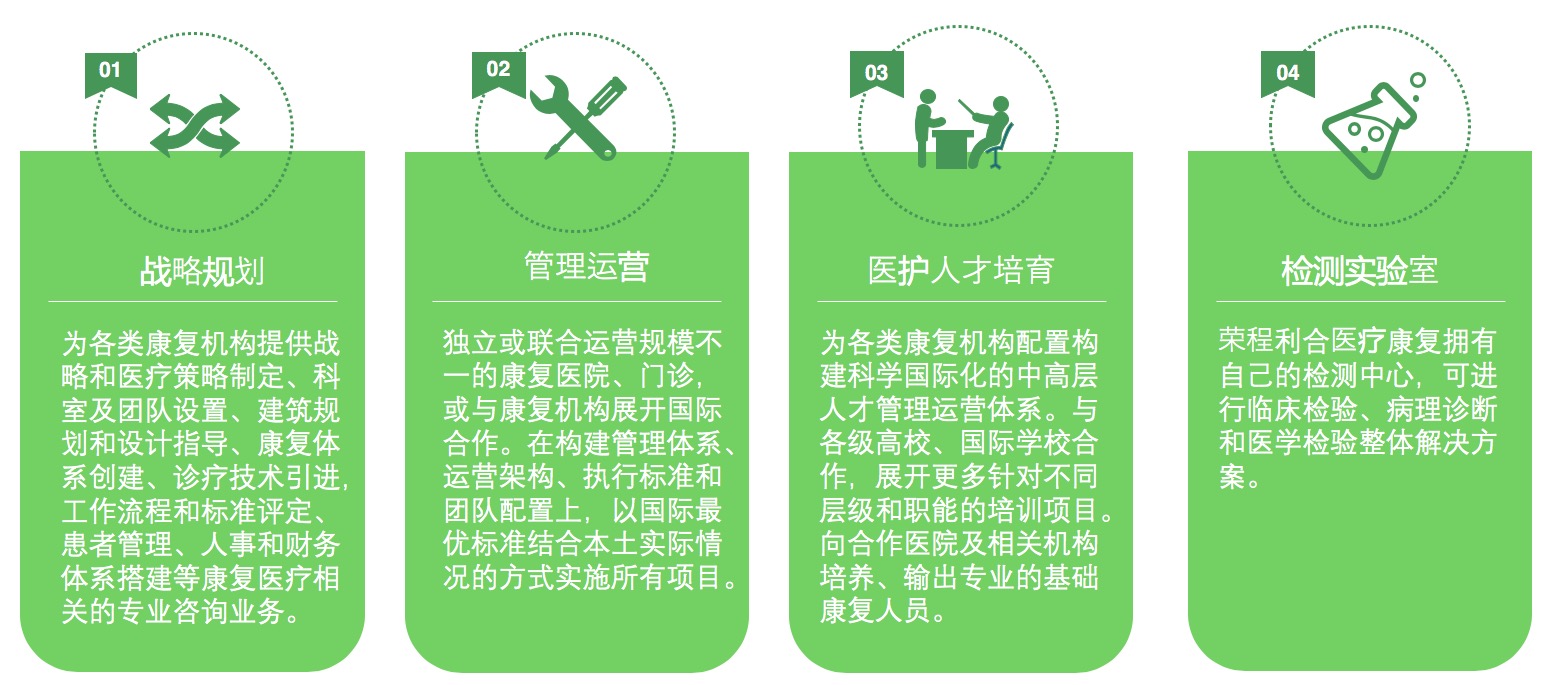 01
战略规划
为各类康复机构提供战
略和医疗策略制定、科
室及团队设置、建筑规
划和设计指导、康复体
系创建、诊疗技术引进,
工作流程和标准评定、
患者管理、人事和财务
体系搭建等康复医疗相
关的专业咨询业务。
02
管理运营
独立或联合运营规模不
一的康复医院、门诊,
或与康复机构展开国际
合作。在构建管理体系、
运营架构、执行标准和
团队配置上,以国际最
优标准结合本土实际情
况的方式实施所有项目。
03
医护人才培育
为各类康复机构配置构
建科学国际化的中高层
人才管理运营体系。与
各级高校、国际学校合
作,展开更多针对不同
层级和职能的培训项目。
向合作医院及相关机构
培养、输出专业的基础
康复人员。
04
检测实验室
荣程利合医疗康复拥有
自己的检测中心,可进
行临床检验、病理诊断
和医学检验整体解决方
案。